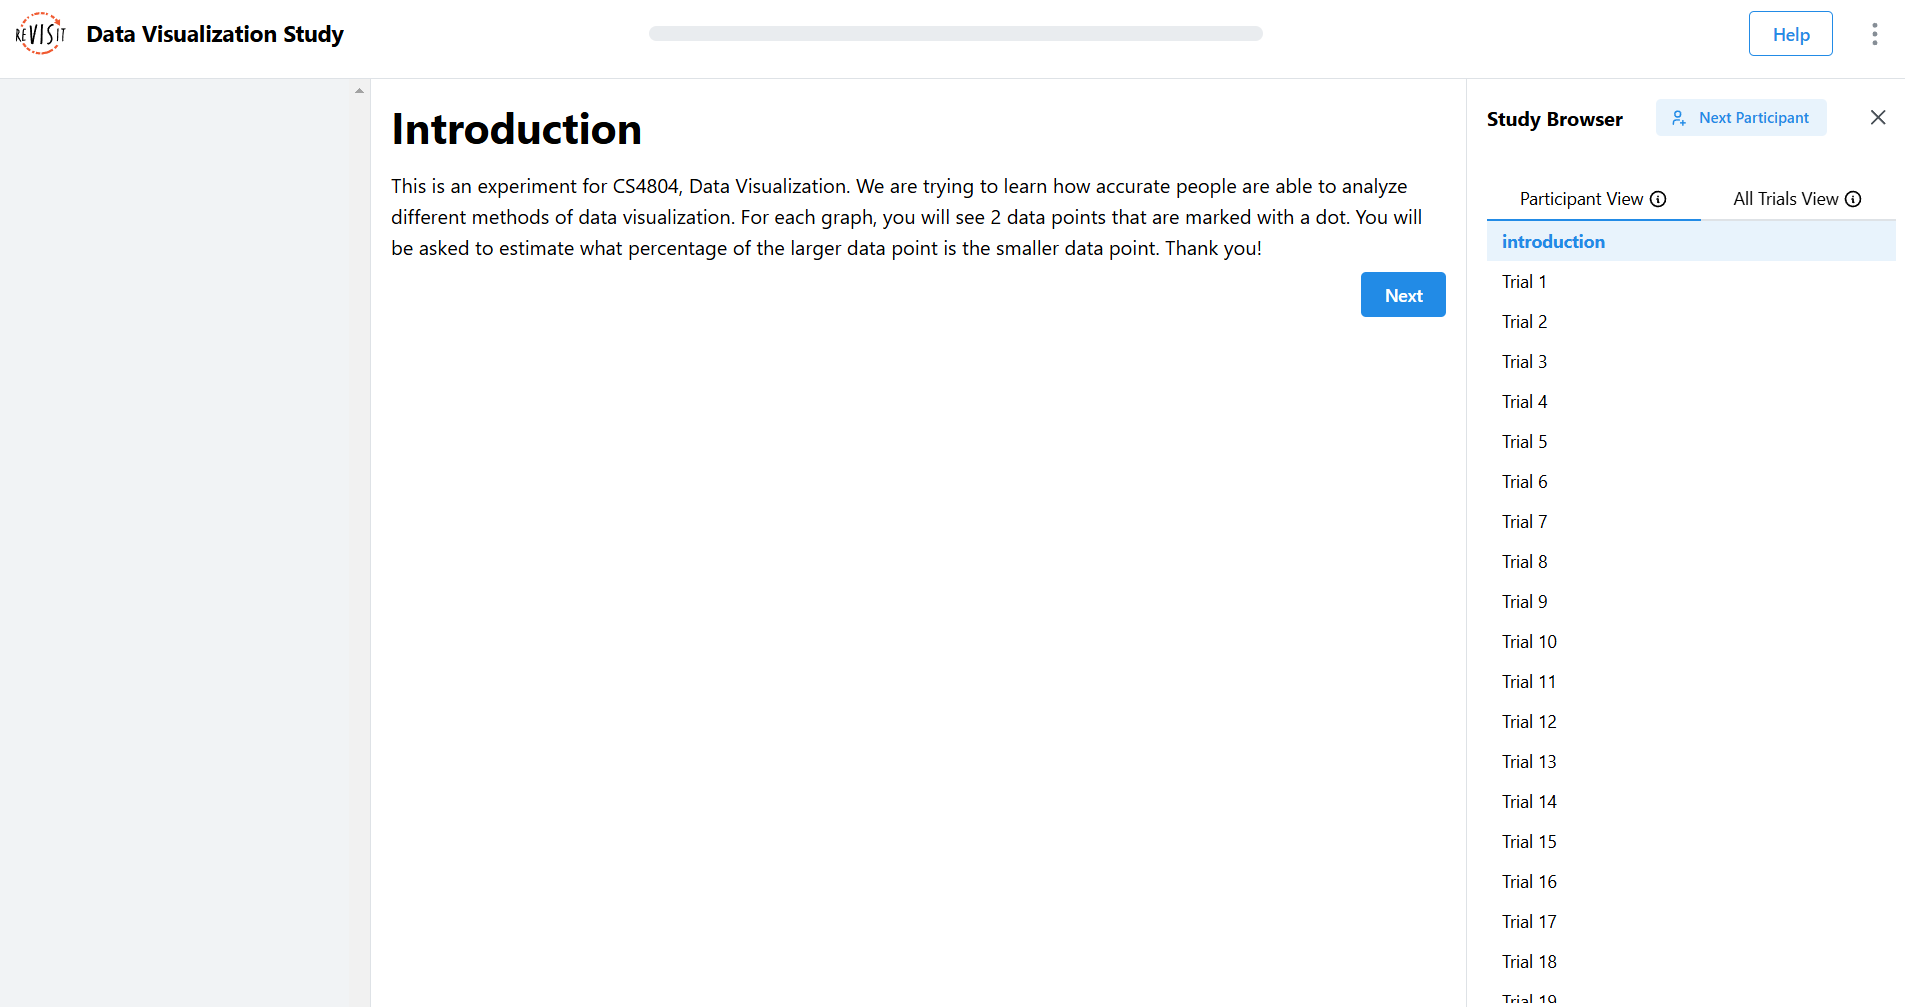 REVISIT
Data Visualization Study
Help
Introduction
This is an experiment for CS4804, Data Visualization. We are trying to learn how accurate people are able to analyze
different methods of data visualization. For each graph, you will see 2 data points that are marked with a dot. You will
be asked to estimate what percentage of the larger data point is the smaller data point. Thank you!
Next
Study Browser
Next Participant
Participant View
All Trials View
introduction
Trial 1
Trial 2
Trial 3
Trial 4
Trial 5
Trial 6
Trial 7
Trial 8
Trial 9
Trial 10
Trial 11
Trial 12
Trial 13
Trial 14
Trial 15
Trial 16
Trial 17
Trial 18
Trial 19